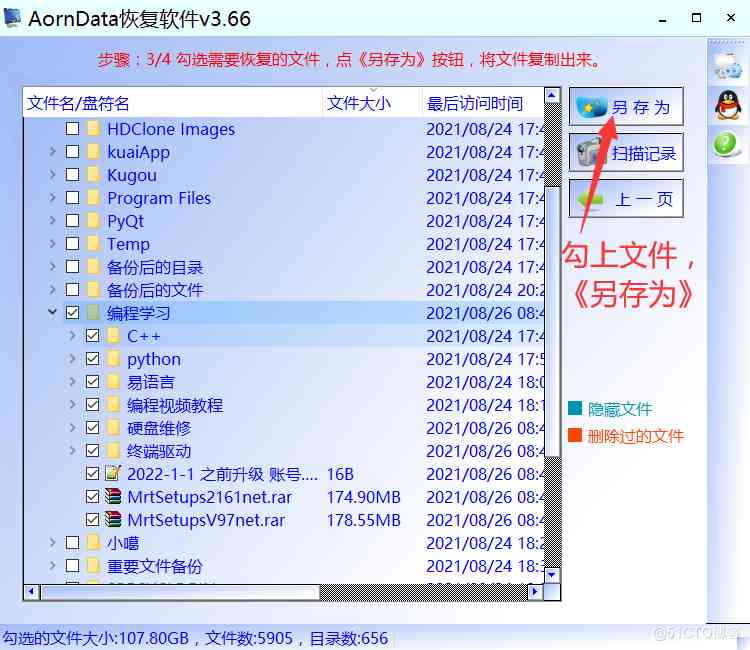 AornData恢复软件v3.66
步骤：3/4 勾选需要恢复的文件，点《另存为》按钮，将文件复制出来。
文件名/盘符名 文件大小 最后访问时间
HDClone Images 2021/08/24 17:4
kuaiApp 2021/08/24 17:4
Kugou 2021/08/24 17:4
Program Files 2021/08/24 17:4
PyQt 2021/08/24 17:4
Temp 2021/08/24 17:4
备份后的目录 2021/08/24 17:4
备份后的文件 2021/08/24 20:2
编程学习 2021/08/26 08:4
C++ 2021/08/24 17:4
python 2021/08/24 17:5
易语言 2021/08/24 18:0
编程视频教程 2021/08/24 18:1
硬盘维修 2021/08/26 08:4
终端驱动 2021/08/26 08:4
2022-1-1 之前升级 账号.... 16B 2021/08/26 08:4
MrtSetups2161net.rar 174.90MB 2021/08/26 08:4
MrtSetupsV97net.rar 178.55MB 2021/08/26 08:4
小噶 2021/08/24 18:2
重要文件备份 2021/08/24 18:3
另存为
扫描记录
上一页
勾上文件，
《另存为》
隐藏文件
删除过的文件
勾选的文件大小:107.80GB，文件数:5905，目录数:656
@51CTO博客